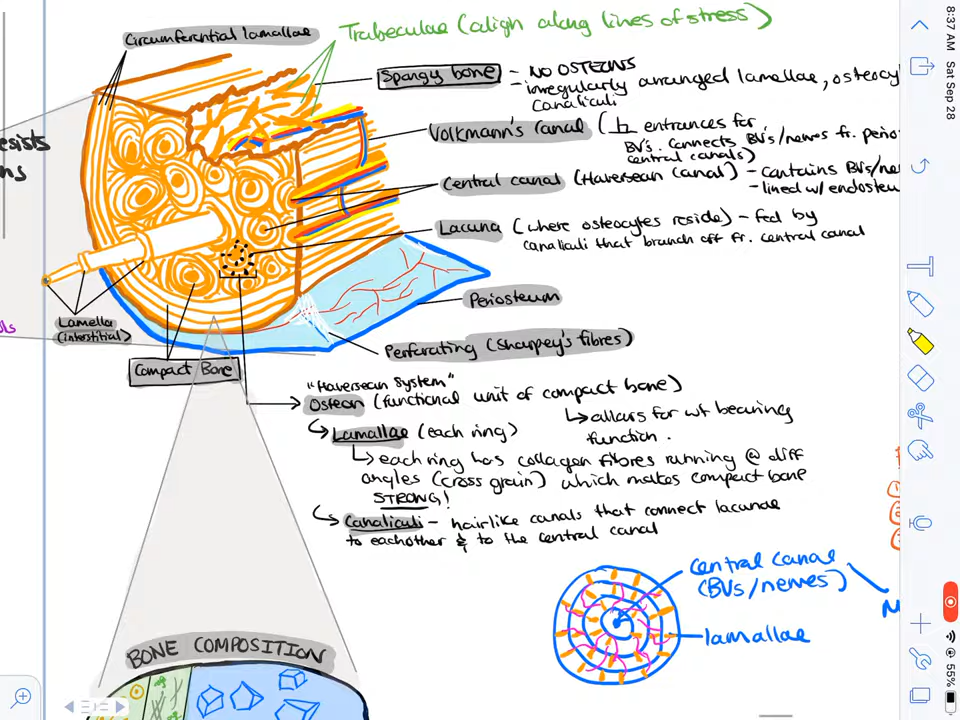 8:37 AM Sat Sep 28
55%
Circumferential lamallae
Trabeculae (align along lines of stress)
Spongy bone - NO OSTEONS
- irregularly arranged lamellae, osteocy
canaliculi
esists
ns
Volkmann's Canal ( entrances for
BV's. Connects BV's/nerves fr. perio
central canals)
Central canal (Haversean Canal) - contains BVs/ne
- lined w/ endosteu
Lacuna (where osteocytes reside) - fed by
canaliculi that branch off fr. central canal
Periosteum
Lamella
(interstitial)
Perforating (Sharpey's fibres)
Compact Bone
"Haversean System"
Osteon (functional unit of compact bone)
↳ allows for wt bearing
function.
↳ Lamallae (each ring)
↳ each ring has collagen fibres running @ diff
angles (cross grain) which makes compact bone
STRONG!
↳ Canaliculi - hairlike canals that connect lacunae
to eachother & to the central canal
central canal
(BVs/nerves)
lamallae
BONE COMPOSITION